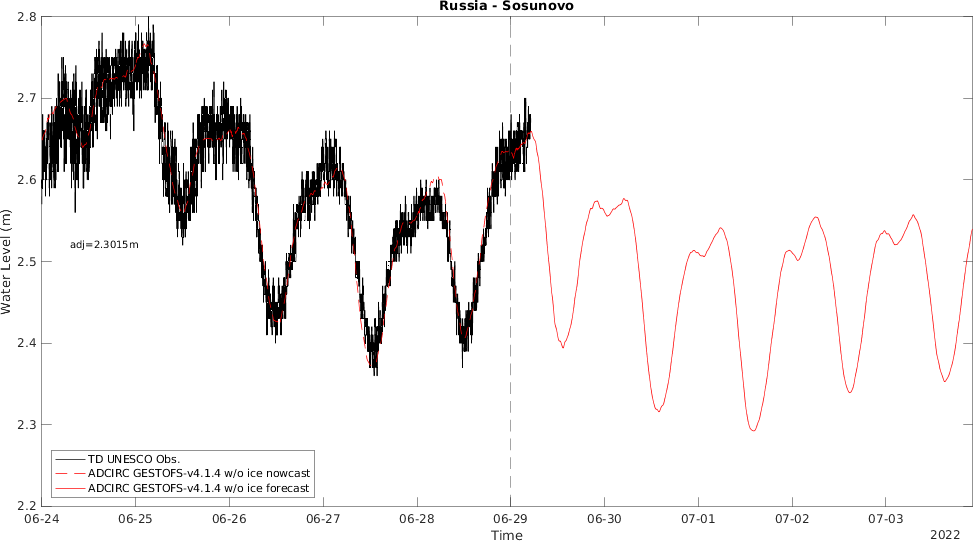 Russia - Sosunovo
2.8
2.7
2.6
2.5
2.4
2.3
2.2
Water Level (m)
adj=2.3015m
TD UNESCO Obs.
ADCIRC GESTOFS-v4.1.4 w/o ice nowcast
ADCIRC GESTOFS-v4.1.4 w/o ice forecast
06-24 06-25 06-26 06-27 06-28 06-29 06-30 07-01 07-02 07-03
Time
2022